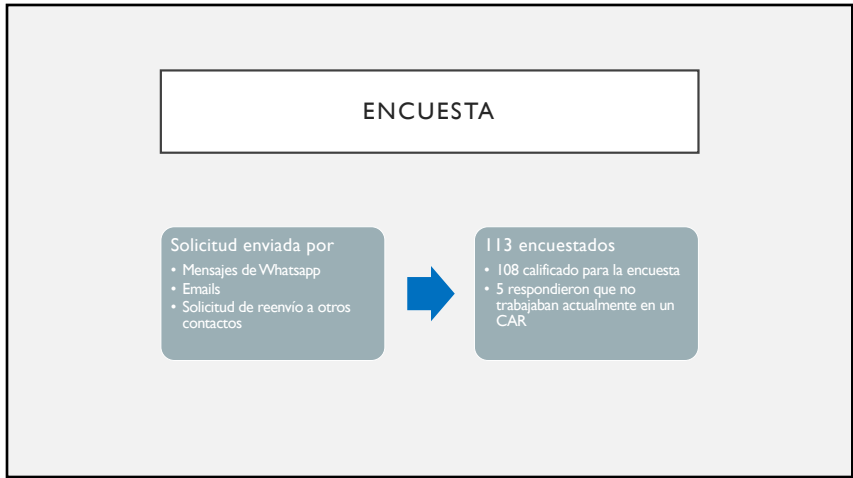 ENCUESTA
Solicitud enviada por
• Mensajes de Whatsapp
• Emails
• Solicitud de reenvío a otros
contactos
113 encuestados
• 108 calificado para la encuesta
• 5 respondieron que no
trabajaban actualmente en un
CAR